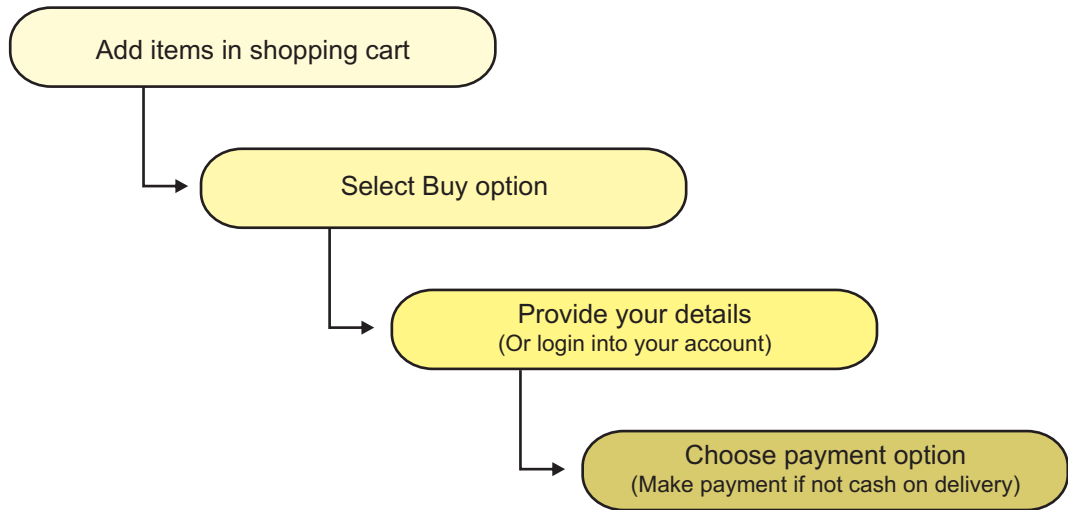 Add items in shopping cart
Select Buy option
Provide your details
(Or login into your account)
Choose payment option
(Make payment if not cash on delivery)